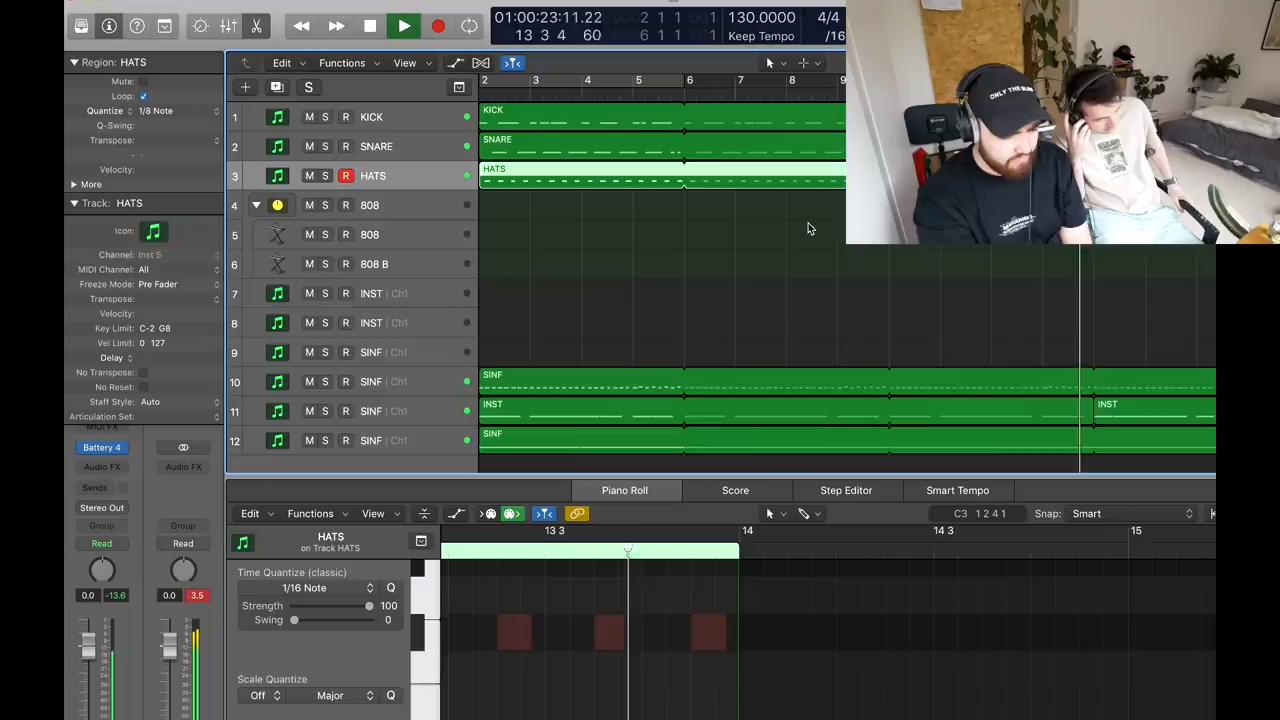 01:00:23:11.22
2 1 1 1
130.0000
4/4
13 3 4 60
6 1 1 1
Keep Tempo
/16
Region: HATS
Mute:
Loop:
Quantize 1/8 Note
Q-Swing:
Transpose:
Velocity:
More
Track: HATS
Icon:
Channel: Inst 5
MIDI Channel: All
Freeze Mode: Pre Fader
Transpose:
Velocity:
Key Limit: C-2 G8
Vel Limit: 0 127
Delay
No Transpose:
No Reset:
Staff Style: Auto
Articulation Set:
MIDI FX
Battery 4
Audio FX Audio FX
Sends
Stereo Out
Group Group
Read Read
0.0 -13.6 0.0 3.5
Edit Functions View
S
2 3 4 5 6 7 8 9
1 M S R KICK
2 M S R SNARE
3 M S R HATS
4 M S R 808
5 M S R 808
6 M S R 808 B
7 M S R INST | Ch1
8 M S R INST | Ch1
9 M S R SINF | Ch1
10 M S R SINF | Ch1
11 M S R SINF | Ch1
12 M S R SINF | Ch1
KICK
SNARE
HATS
SINF
INST INST
SINF
Piano Roll Score Step Editor Smart Tempo
Edit Functions View
C3 1 2 4 1
Snap: Smart
13 3 14 14 3 15
HATS
on Track HATS
Time Quantize (classic)
1/16 Note Q
Strength 100
Swing 0
Scale Quantize
Off Major Q